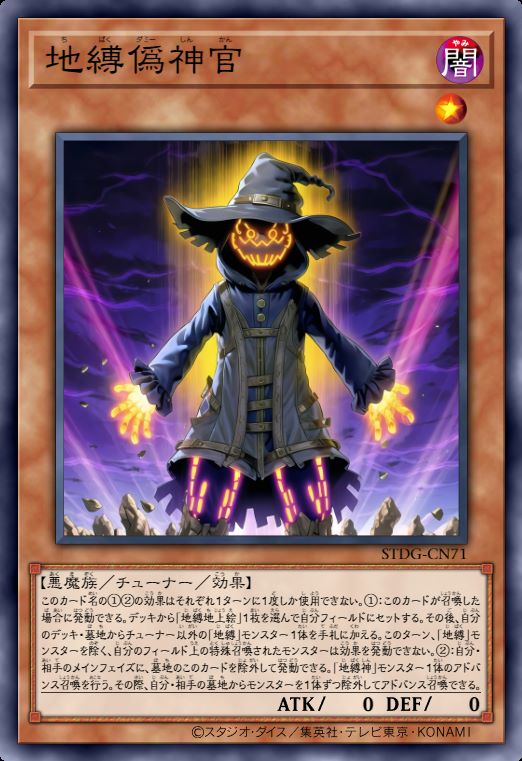 地縛偽神官
闇
STDG-CN71
【悪魔族／チューナー／効果】
このカード名の①②の効果はそれぞれ1ターンに1度しか使用できない。①:このカードが召喚した
場合に発動できる。デッキから「地縛地上絵」1枚を選んで自分フィールドにセットする。その後、自分
のデッキ・墓地からチューナー以外の「地縛」モンスター1体を手札に加える。このターン、「地縛」モ
ンスターを除く、自分のフィールド上の特殊召喚されたモンスターは効果を発動できない。②:自分・
相手のメインフェイズに、墓地のこのカードを除外して発動できる。「地縛神」モンスター1体のアドバ
ンス召喚を行う。その際、自分・相手の墓地からモンスターを1体ずつ除外してアドバンス召喚できる。
ATK/ 0 DEF/ 0
©スタジオ・ダイス／集英社・テレビ東京・KONAMI